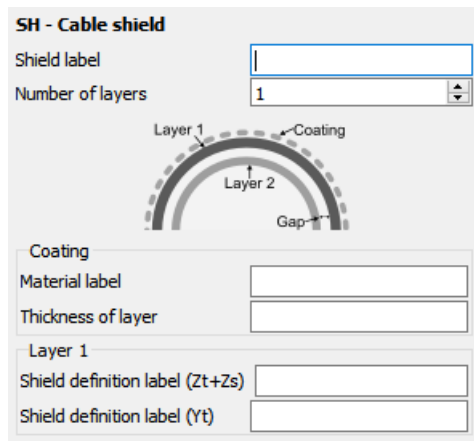 SH - Cable shield
Shield label
Number of layers 1
Layer 1 Coating
Layer 2
Gap
Coating
Material label
Thickness of layer
Layer 1
Shield definition label (Zt+Zs)
Shield definition label (Yt)